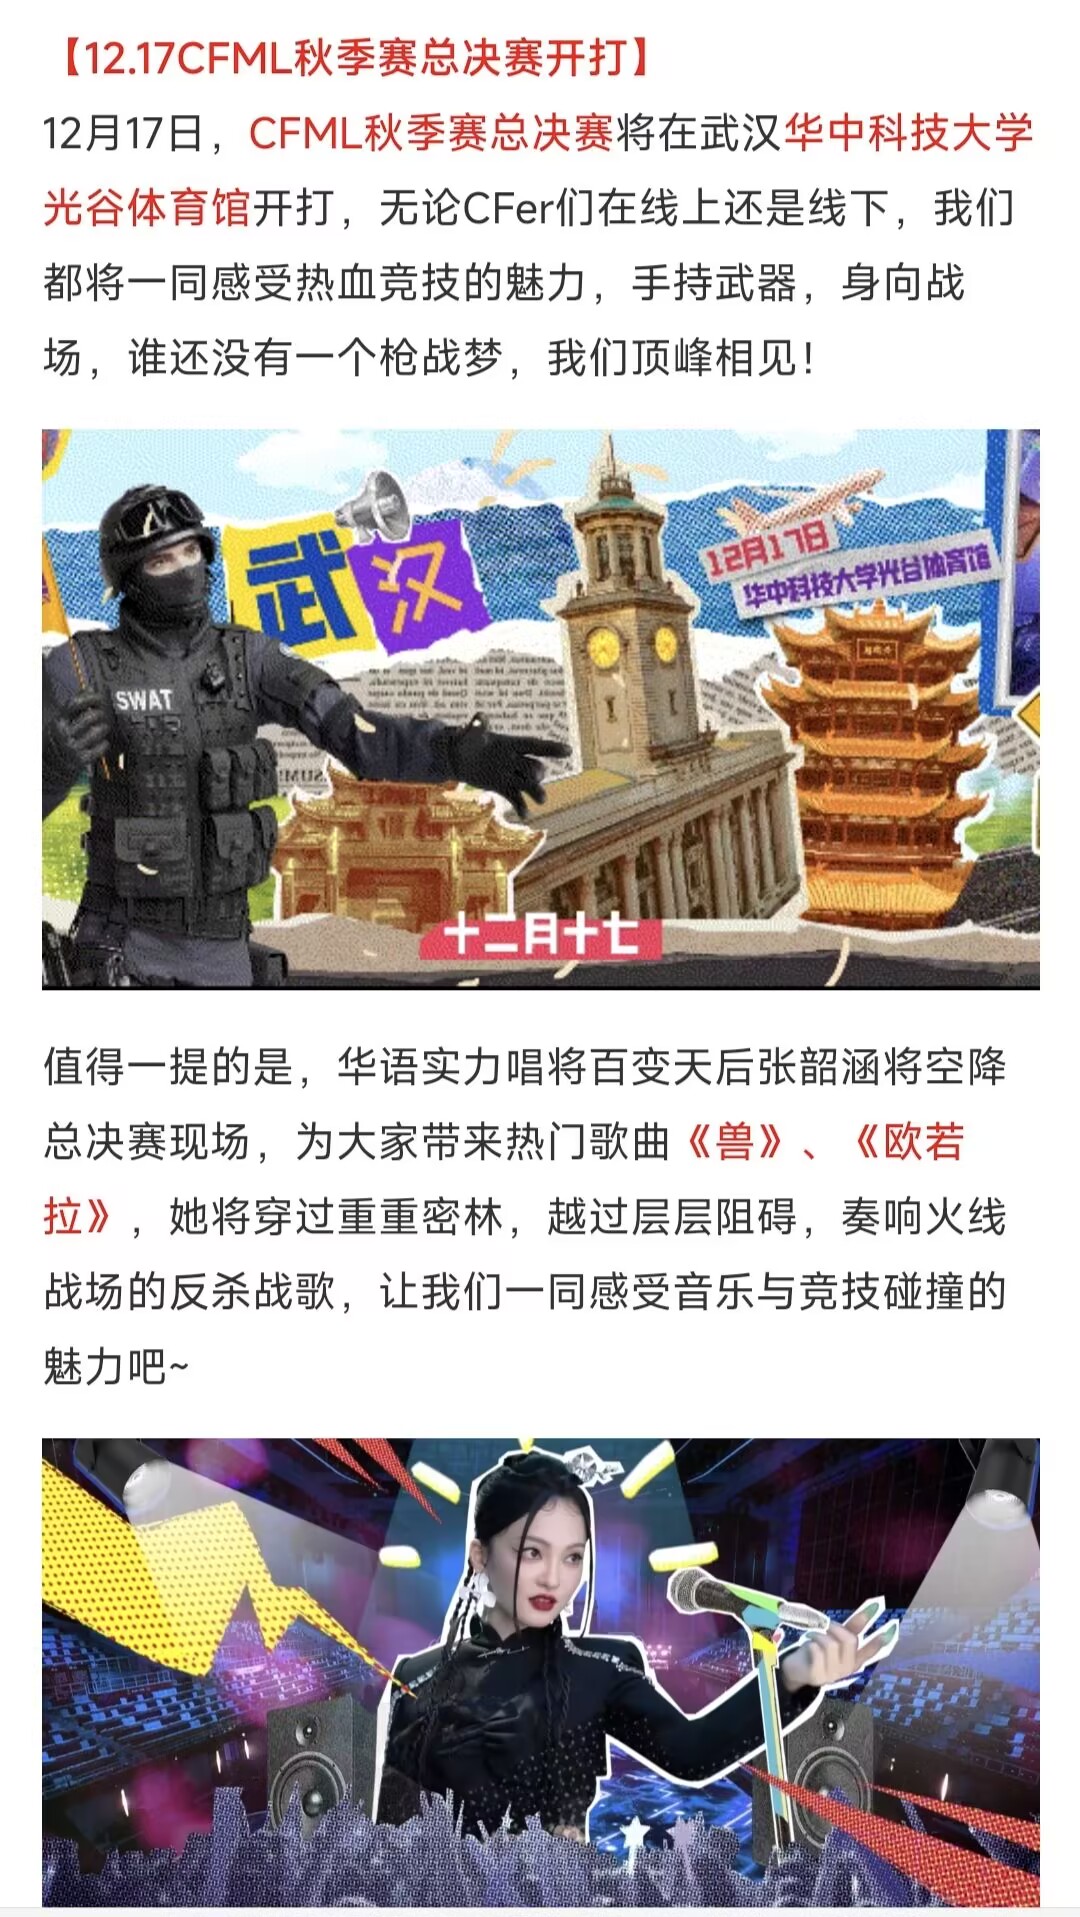 【12.17CFML秋季赛总决赛开打】
12月17日，CFML秋季赛总决赛将在武汉华中科技大学
光谷体育馆开打，无论CFer们在线上还是线下，我们
都将一同感受热血竞技的魅力，手持武器，身向战
场，谁还没有一个枪战梦，我们顶峰相见！
武汉
12月17日
华中科技大学光谷体育馆
SWAT
十二月十七
值得一提的是，华语实力唱将百变天后张韶涵将空降
总决赛现场，为大家带来热门歌曲《兽》、《欧若
拉》，她将穿过重重密林，越过层层阻碍，奏响火线
战场的反杀战歌，让我们一同感受音乐与竞技碰撞的
魅力吧~